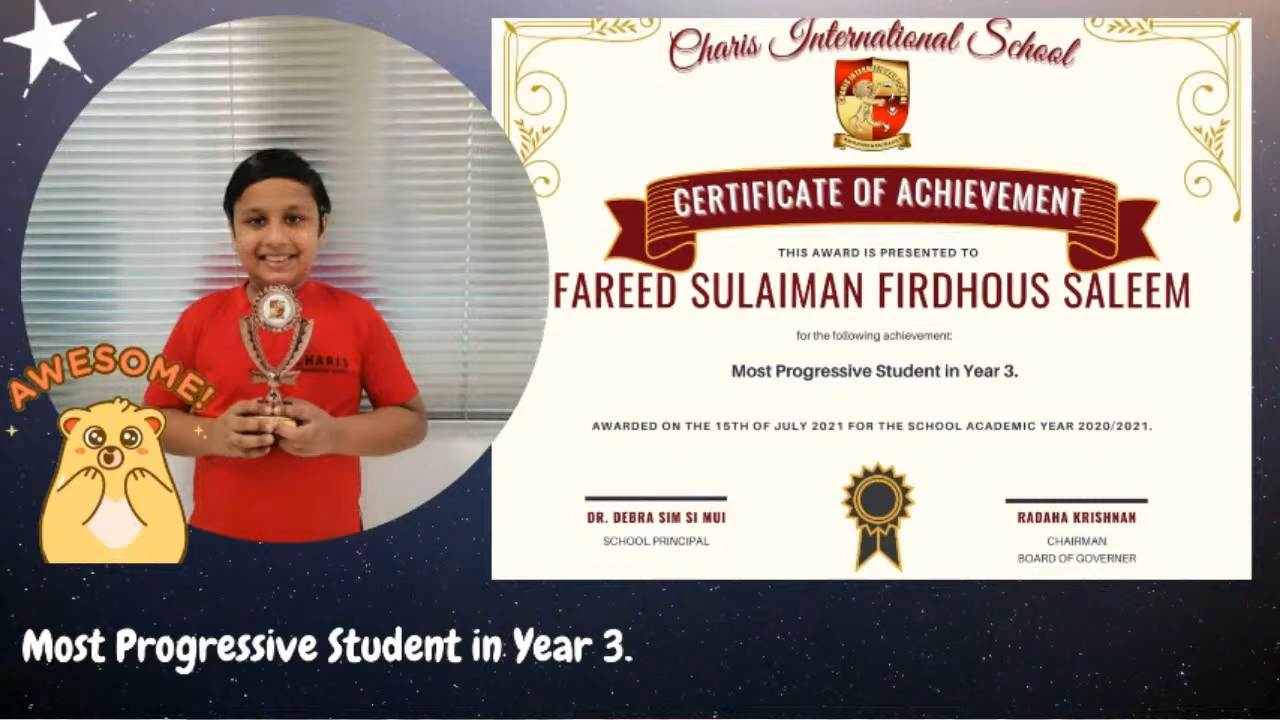 AWESOME!
Charis International School
CERTIFICATE OF ACHIEVEMENT
THIS AWARD IS PRESENTED TO
FAREED SULAIMAN FIRDHOUS SALEEM
for the following achievement:
Most Progressive Student in Year 3.
AWARDED ON THE 15TH OF JULY 2021 FOR THE SCHOOL ACADEMIC YEAR 2020/2021.
DR. DEBRA SIM SI MUI
SCHOOL PRINCIPAL
RADAHA KRISHNAN
CHAIRMAN
BOARD OF GOVERNER
CHARIS
Most Progressive Student in Year 3.